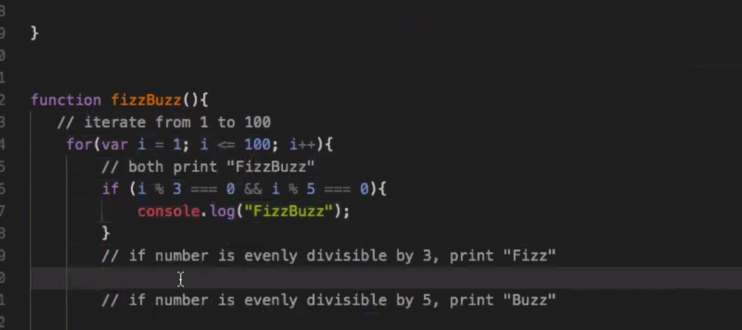 8
9 }
0
1
2 function fizzBuzz(){
3 // iterate from 1 to 100
4 for(var i = 1; i <= 100; i++){
5 // both print "FizzBuzz"
6 if (i % 3 === 0 && i % 5 === 0){
7 console.log("FizzBuzz");
8 }
9 // if number is evenly divisible by 3, print "Fizz"
0
1 // if number is evenly divisible by 5, print "Buzz"
2